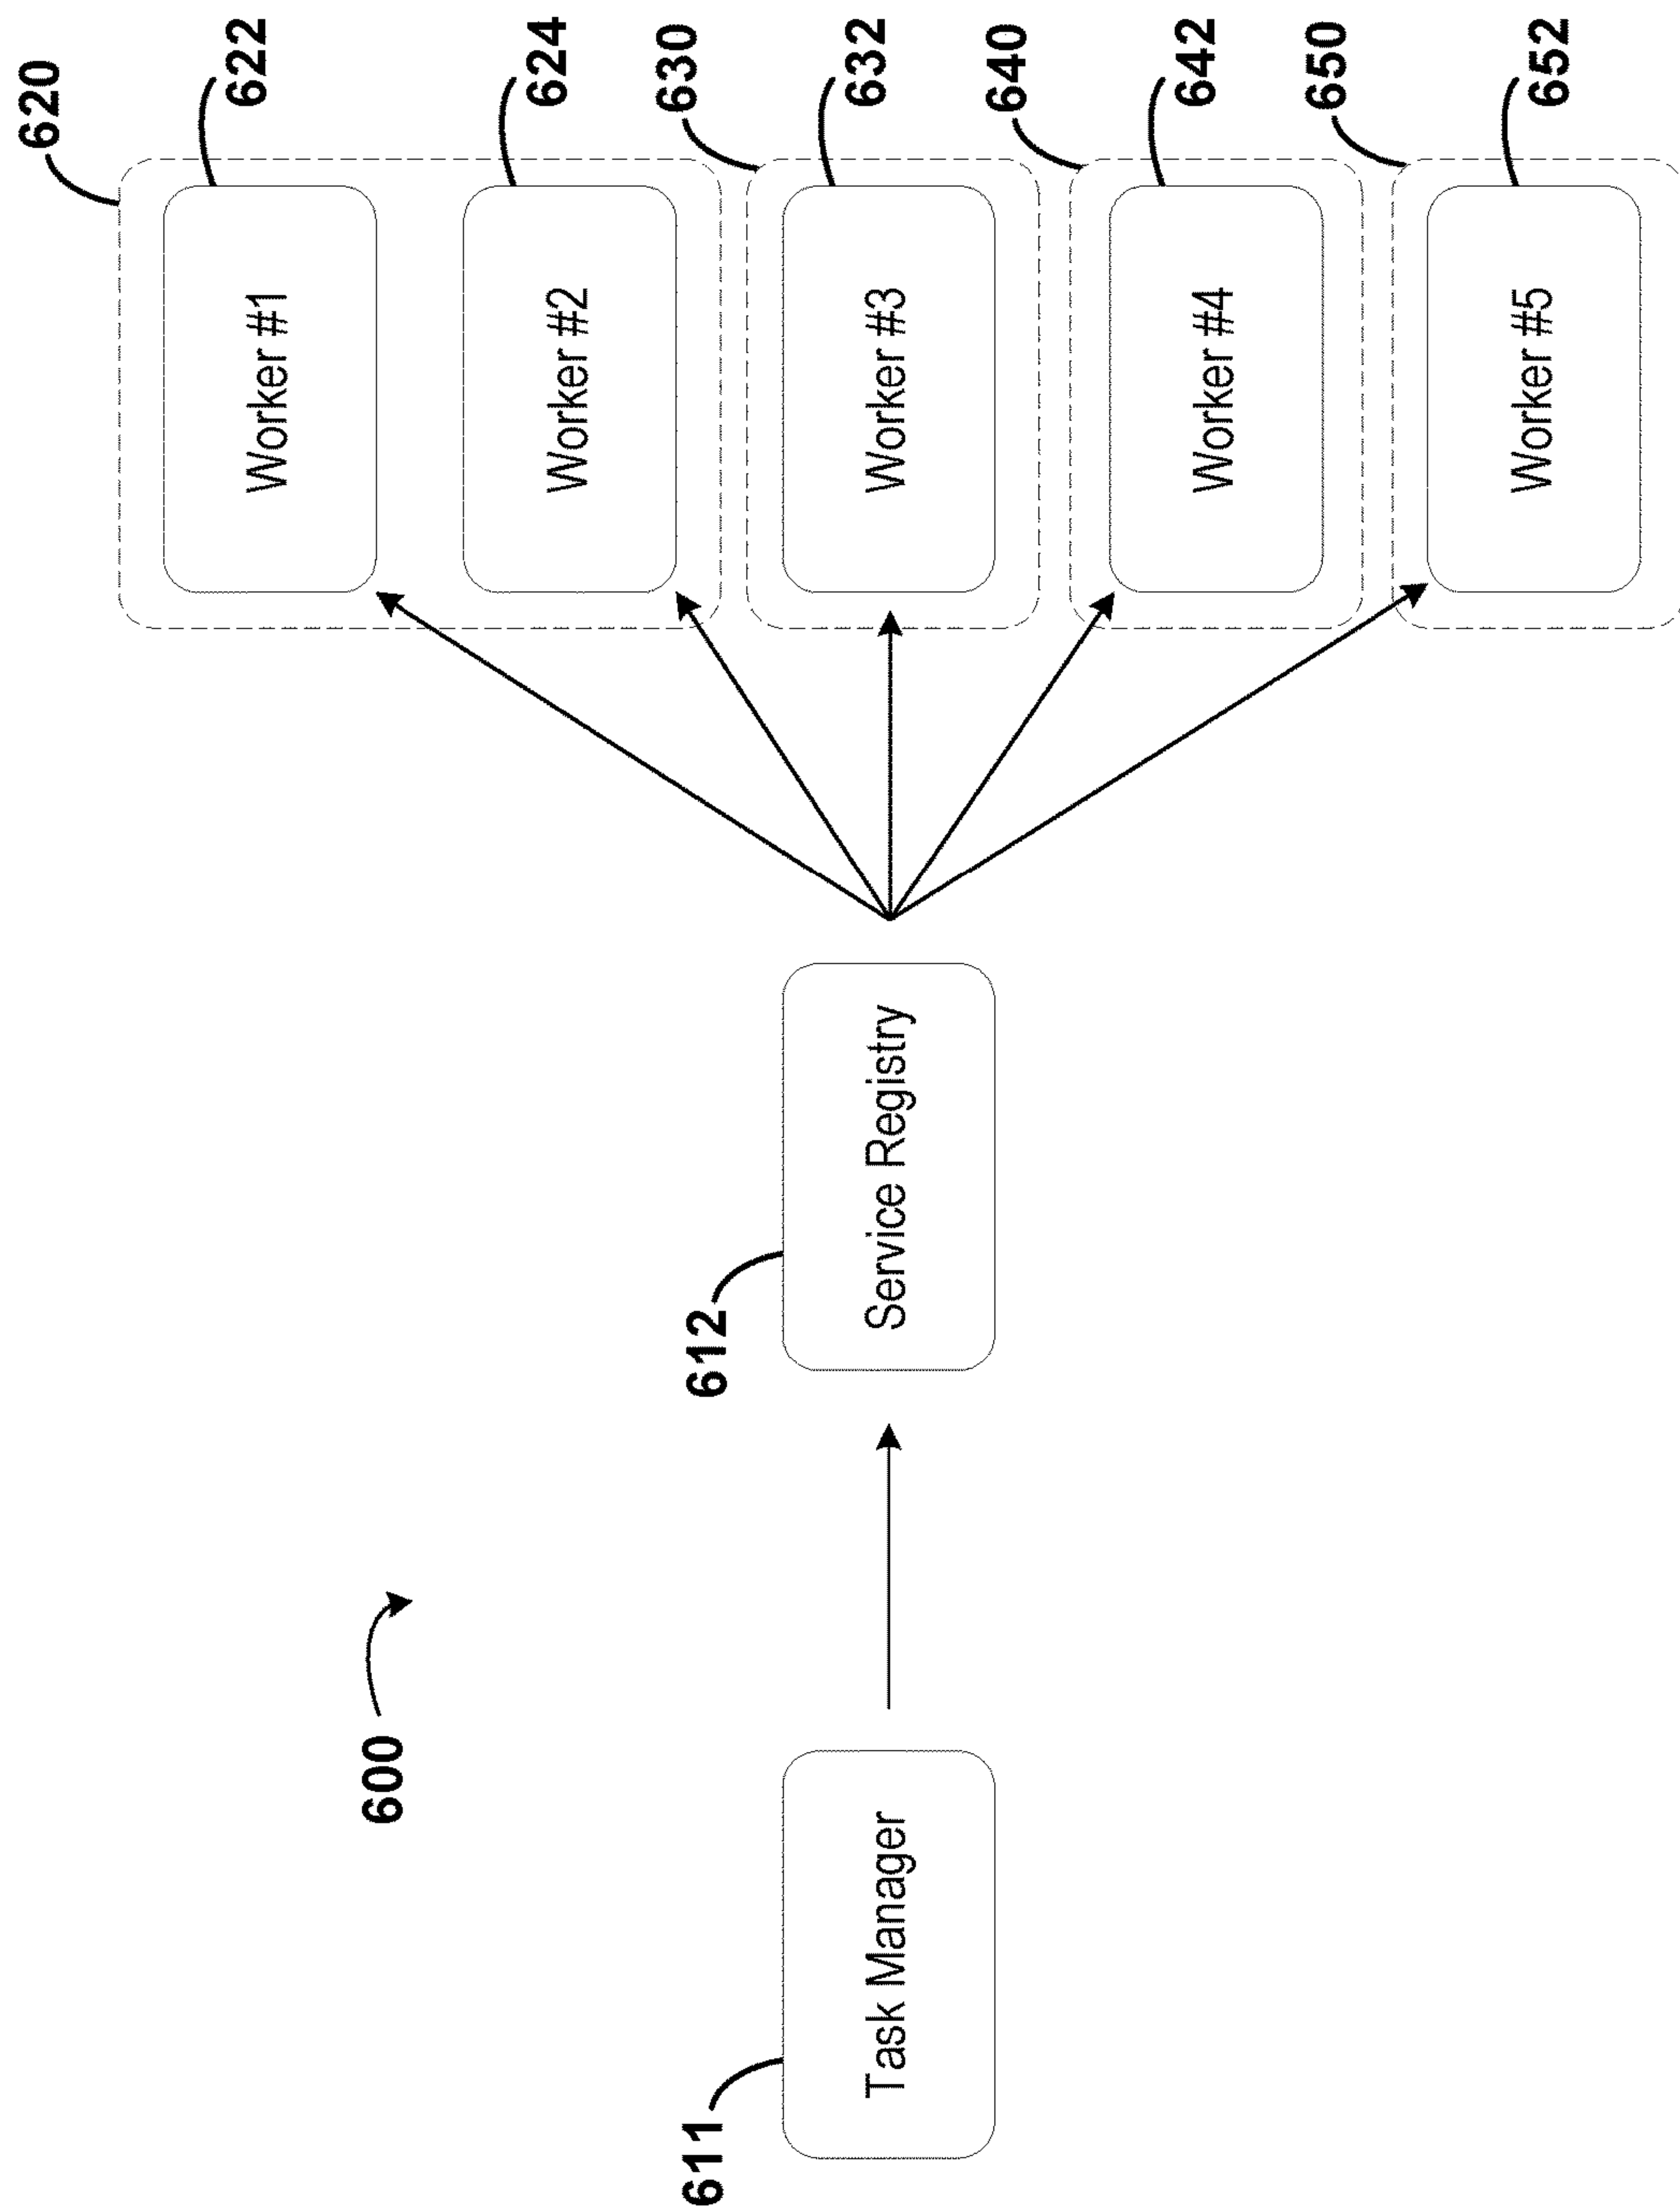 600
611
Task Manager
612
Service Registry
620
Worker #1
622
Worker #2
624
630
Worker #3
632
640
Worker #4
642
650
Worker #5
652